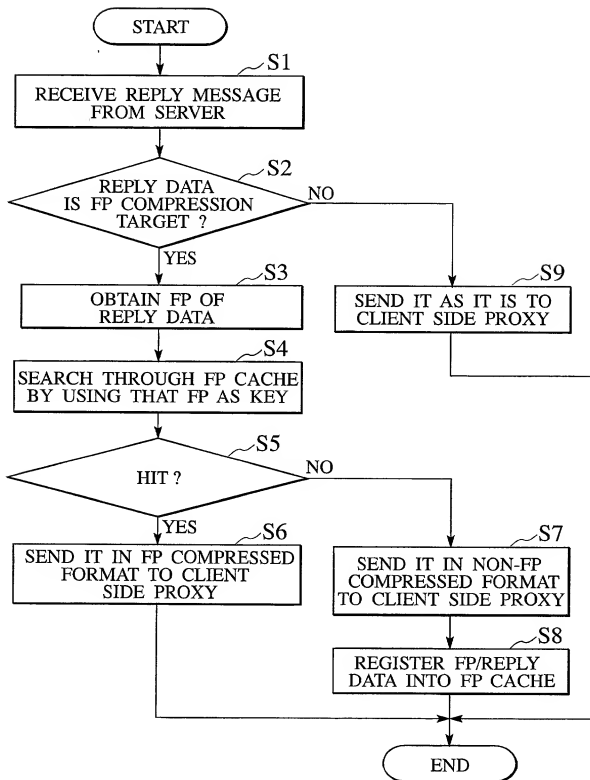 START
S1
RECEIVE REPLY MESSAGE
FROM SERVER
S2
REPLY DATA
IS FP COMPRESSION
TARGET ?
NO
YES
S3
OBTAIN FP OF
REPLY DATA
S9
SEND IT AS IT IS TO
CLIENT SIDE PROXY
S4
SEARCH THROUGH FP CACHE
BY USING THAT FP AS KEY
S5
HIT ?
NO
YES
S6
SEND IT IN FP COMPRESSED
FORMAT TO CLIENT
SIDE PROXY
S7
SEND IT IN NON-FP
COMPRESSED FORMAT
TO CLIENT SIDE PROXY
S8
REGISTER FP/REPLY
DATA INTO FP CACHE
END